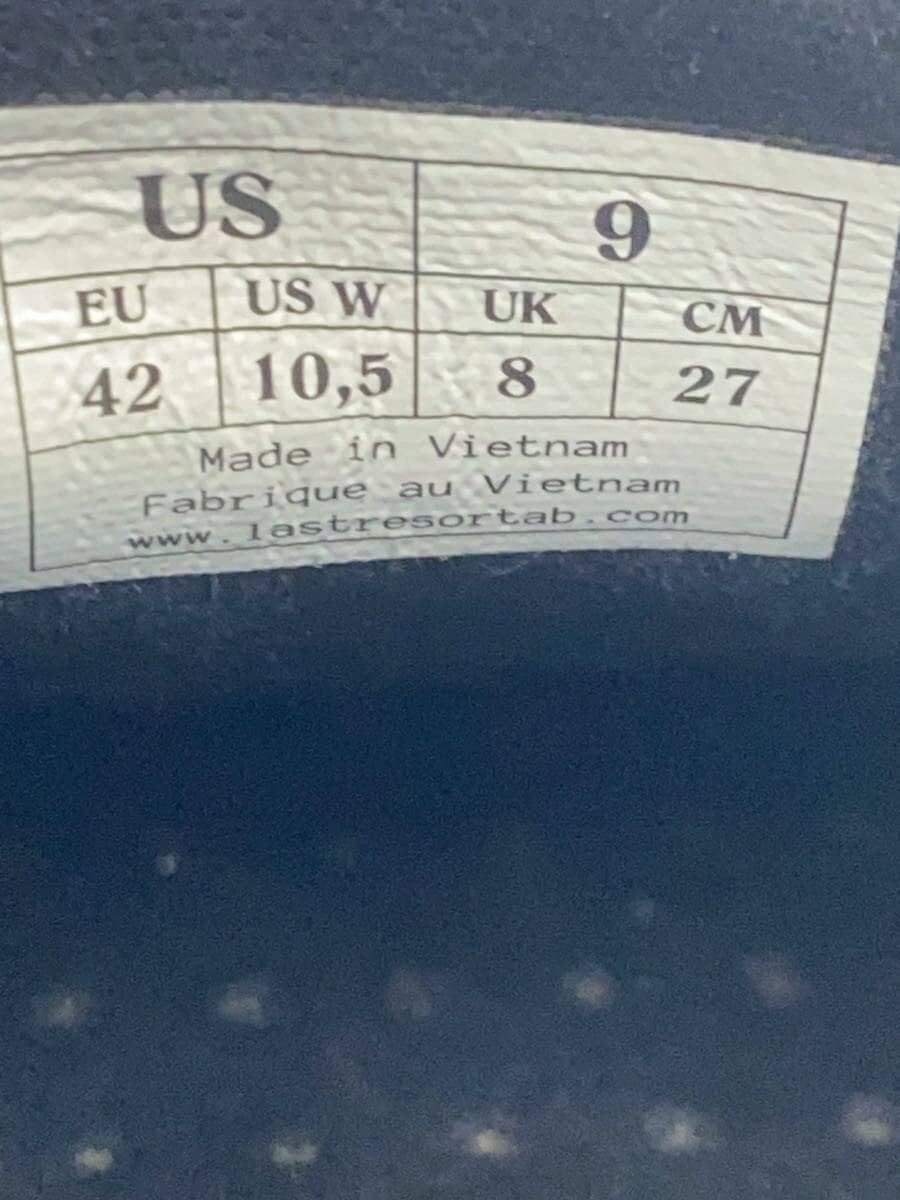 US 9
EU US W UK CM
42 10,5 8 27
Made in Vietnam
Fabrique au Vietnam
www.lastresortab.com